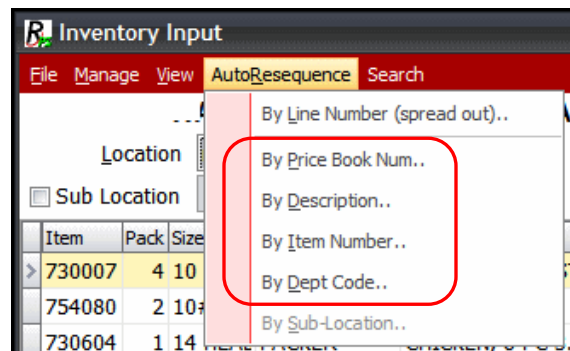 Inventory Input
File Manage View AutoResequence Search
By Line Number (spread out)..
Location
By Price Book Num..
Sub Location
By Description..
Item Pack Size
By Item Number..
730007 4 10
By Dept Code..
754080 2 10#
By Sub-Location..
730604 1 14